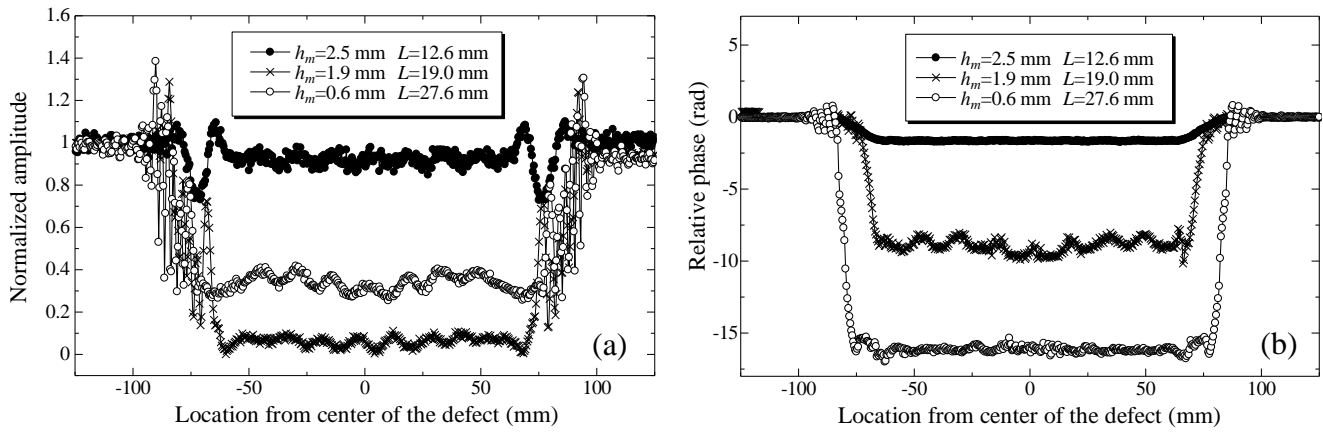 1.6
1.4
1.2
1
0.8
0.6
0.4
0.2
0
Normalized amplitude
h_m=2.5 mm L=12.6 mm
h_m=1.9 mm L=19.0 mm
h_m=0.6 mm L=27.6 mm
(a)
-100 -50 0 50 100
Location from center of the defect (mm)
5
0
-5
-10
-15
Relative phase (rad)
h_m=2.5 mm L=12.6 mm
h_m=1.9 mm L=19.0 mm
h_m=0.6 mm L=27.6 mm
(b)
-100 -50 0 50 100
Location from center of the defect (mm)